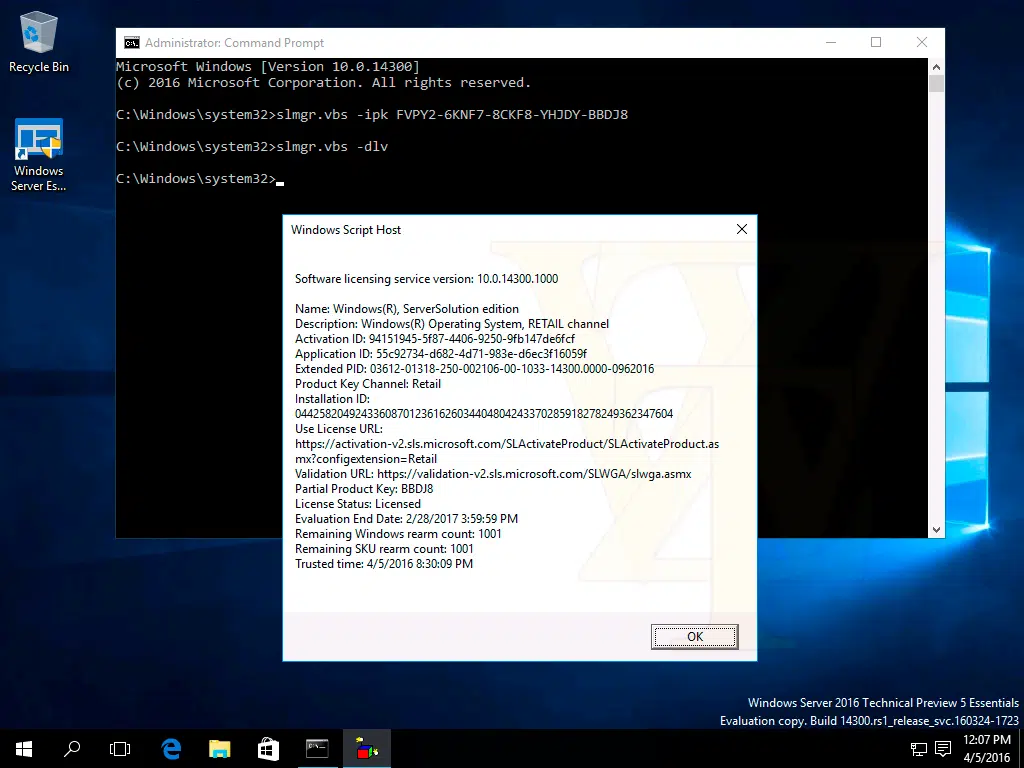 Recycle Bin
Windows
Server Es...
Administrator: Command Prompt
Microsoft Windows [Version 10.0.14300]
(c) 2016 Microsoft Corporation. All rights reserved.
C:\Windows\system32>slmgr.vbs -ipk FVPY2-6KNF7-8CKF8-YHJDY-BBDJ8
C:\Windows\system32>slmgr.vbs -dlv
C:\Windows\system32>
Windows Script Host
Software licensing service version: 10.0.14300.1000
Name: Windows(R), ServerSolution edition
Description: Windows(R) Operating System, RETAIL channel
Activation ID: 94151945-5f87-4406-9250-9fb147de6fcf
Application ID: 55c92734-d682-4d71-983e-d6ec3f16059f
Extended PID: 03612-01318-250-002106-00-1033-14300.0000-0962016
Product Key Channel: Retail
Installation ID:
044258204924336087012361626034404804243370285918278249362347604
Use License URL:
https://activation-v2.sls.microsoft.com/SLActivateProduct/SLActivateProduct.as
mx?configextension=Retail
Validation URL: https://validation-v2.sls.microsoft.com/SLWGA/slwga.asmx
Partial Product Key: BBDJ8
License Status: Licensed
Evaluation End Date: 2/28/2017 3:59:59 PM
Remaining Windows rearm count: 1001
Remaining SKU rearm count: 1001
Trusted time: 4/5/2016 8:30:09 PM
OK
Windows Server 2016 Technical Preview 5 Essentials
Evaluation copy. Build 14300.rs1_release_svc.160324-1723
12:07 PM
4/5/2016